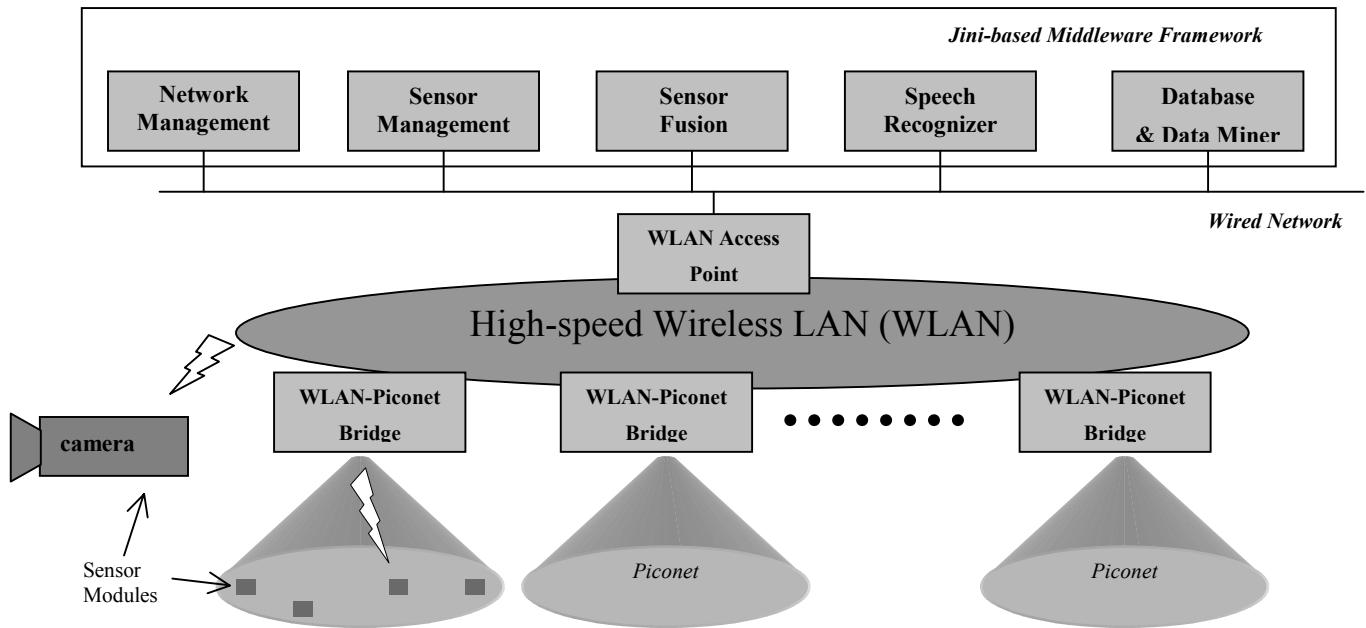 Jini-based Middleware Framework
Network
Management
Sensor
Management
Sensor
Fusion
Speech
Recognizer
Database
& Data Miner
Wired Network
WLAN Access
Point
High-speed Wireless LAN (WLAN)
WLAN-Piconet
Bridge
WLAN-Piconet
Bridge
WLAN-Piconet
Bridge
camera
Sensor
Modules
Piconet
Piconet